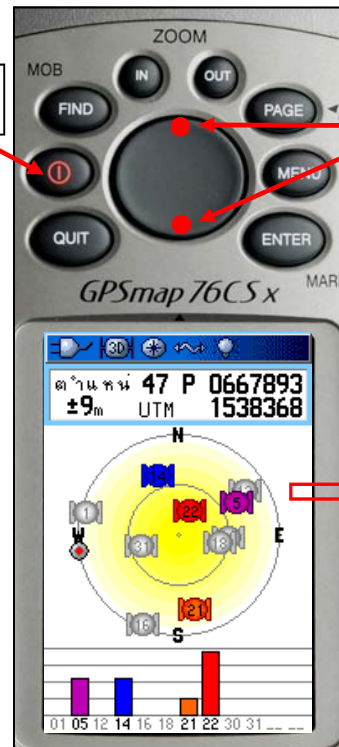 ZOOM
MOB
IN
OUT
FIND
PAGE
MENU
QUIT
ENTER
MAR
GPSmap 76CSx
3D
ตำแหน่ 47 P 0667893
±9m UTM 1538368
N
14
5
1
22
W
E
31
18
21
16
S
01 05 12 14 16 18 21 22 30 31 __ __